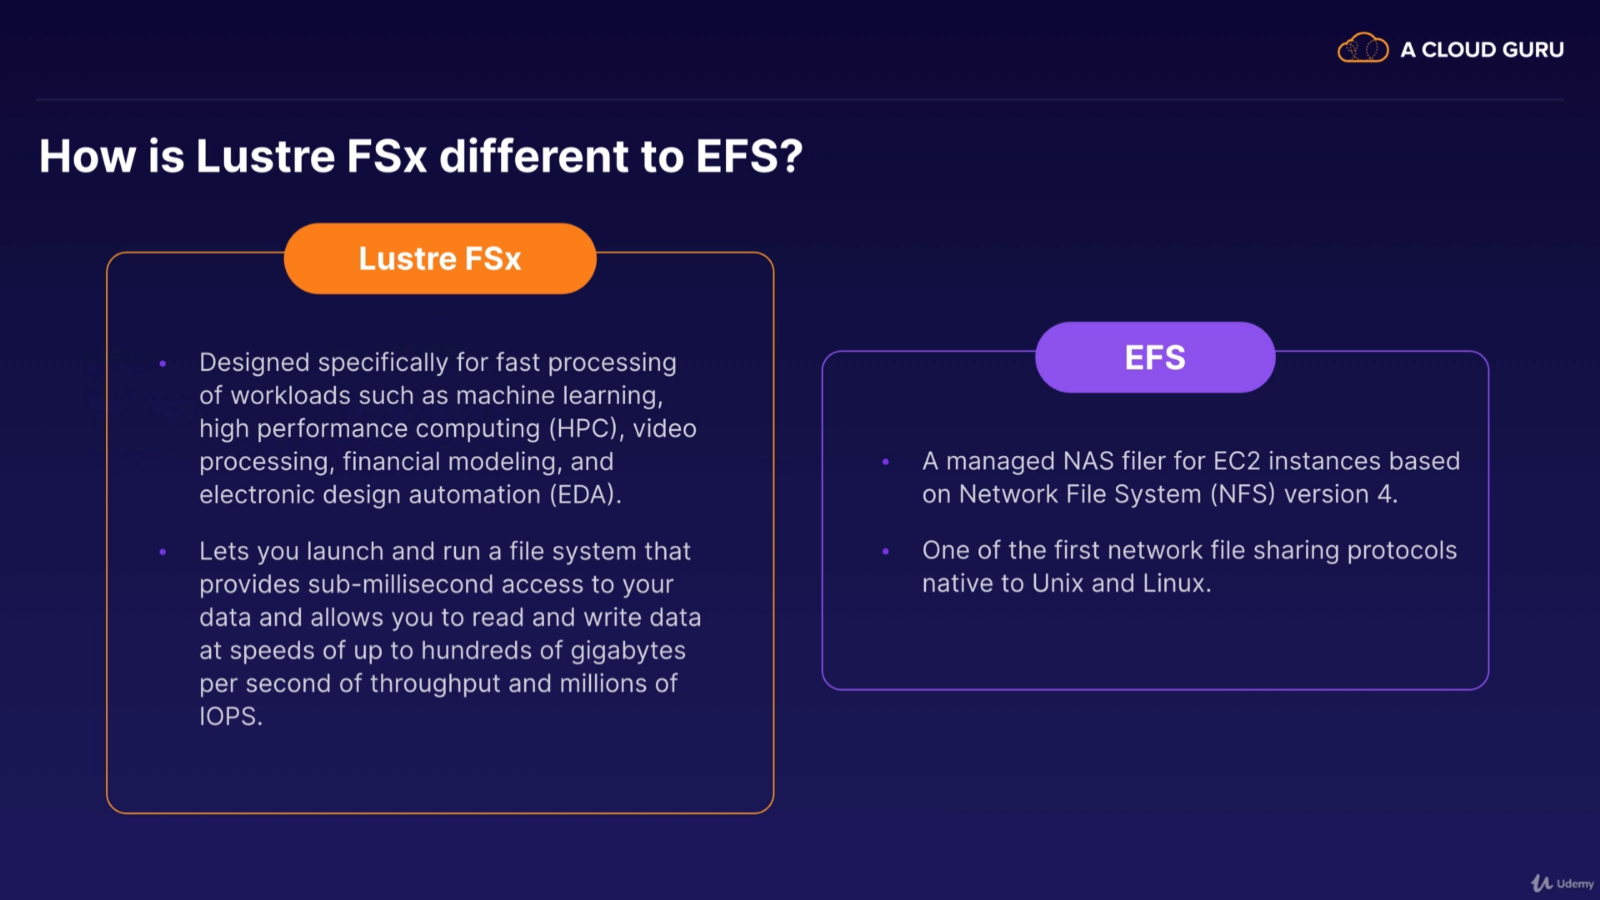 A CLOUD GURU
How is Lustre FSx different to EFS?
Lustre FSx
• Designed specifically for fast processing
of workloads such as machine learning,
high performance computing (HPC), video
processing, financial modeling, and
electronic design automation (EDA).
• Lets you launch and run a file system that
provides sub-millisecond access to your
data and allows you to read and write data
at speeds of up to hundreds of gigabytes
per second of throughput and millions of
IOPS.
EFS
• A managed NAS filer for EC2 instances based
on Network File System (NFS) version 4.
• One of the first network file sharing protocols
native to Unix and Linux.
Udemy